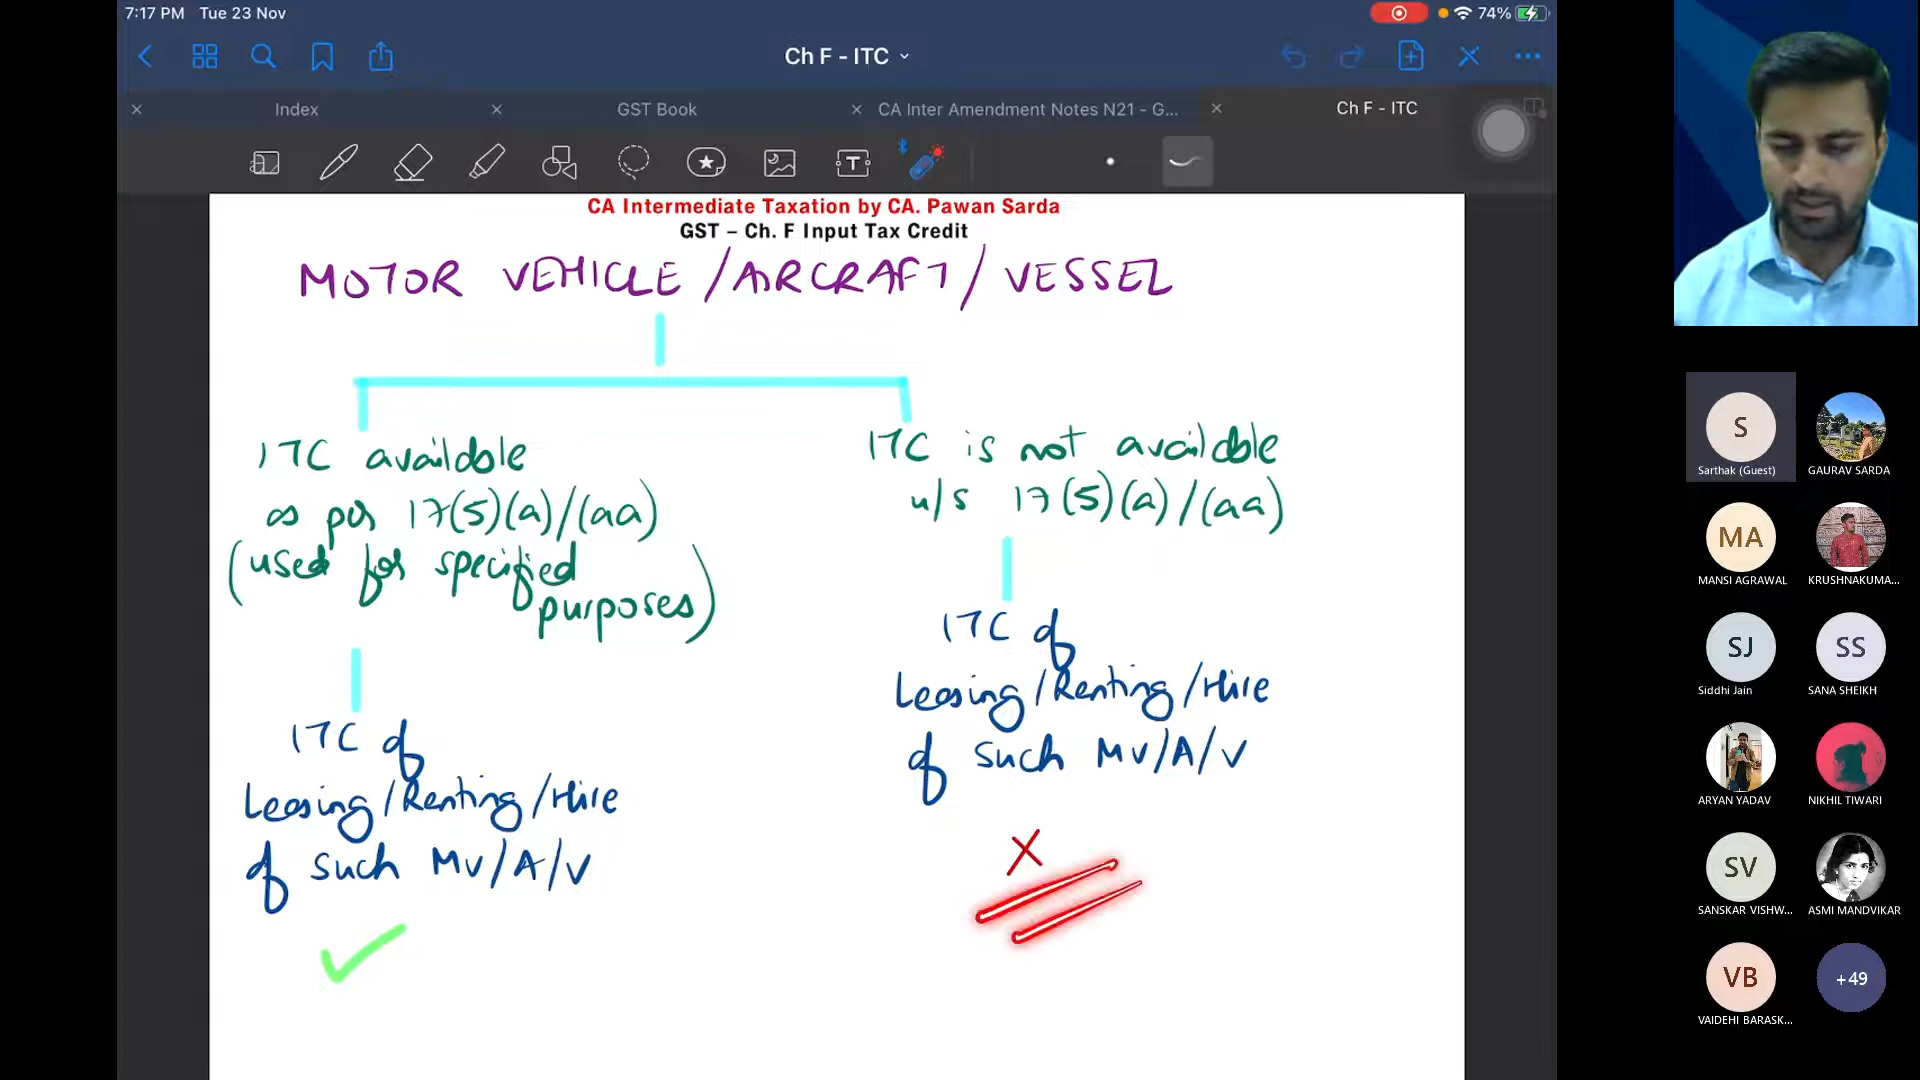 7:17 PM Tue 23 Nov
74%
Ch F - ITC
Index
GST Book
CA Inter Amendment Notes N21 - G...
Ch F - ITC
CA Intermediate Taxation by CA. Pawan Sarda
GST – Ch. F Input Tax Credit
MOTOR VEHICLE / AIRCRAFT / VESSEL
ITC available
as per 17(5)(a)/(aa)
(used for specified
purposes)
ITC of
Leasing/Renting/Hire
of such MV/A/V
ITC is not available
u/s 17(5)(a)/(aa)
ITC of
Leasing/Renting/Hire
of such MV/A/V
X
S
Sarthak (Guest)
GAURAV SARDA
MA
MANSI AGRAWAL
KRUSHNAKUMA...
SJ
Siddhi Jain
SS
SANA SHEIKH
ARYAN YADAV
NIKHIL TIWARI
SV
SANSKAR VISHW...
ASMI MANDVIKAR
VB
VAIDEHI BARASK...
+49